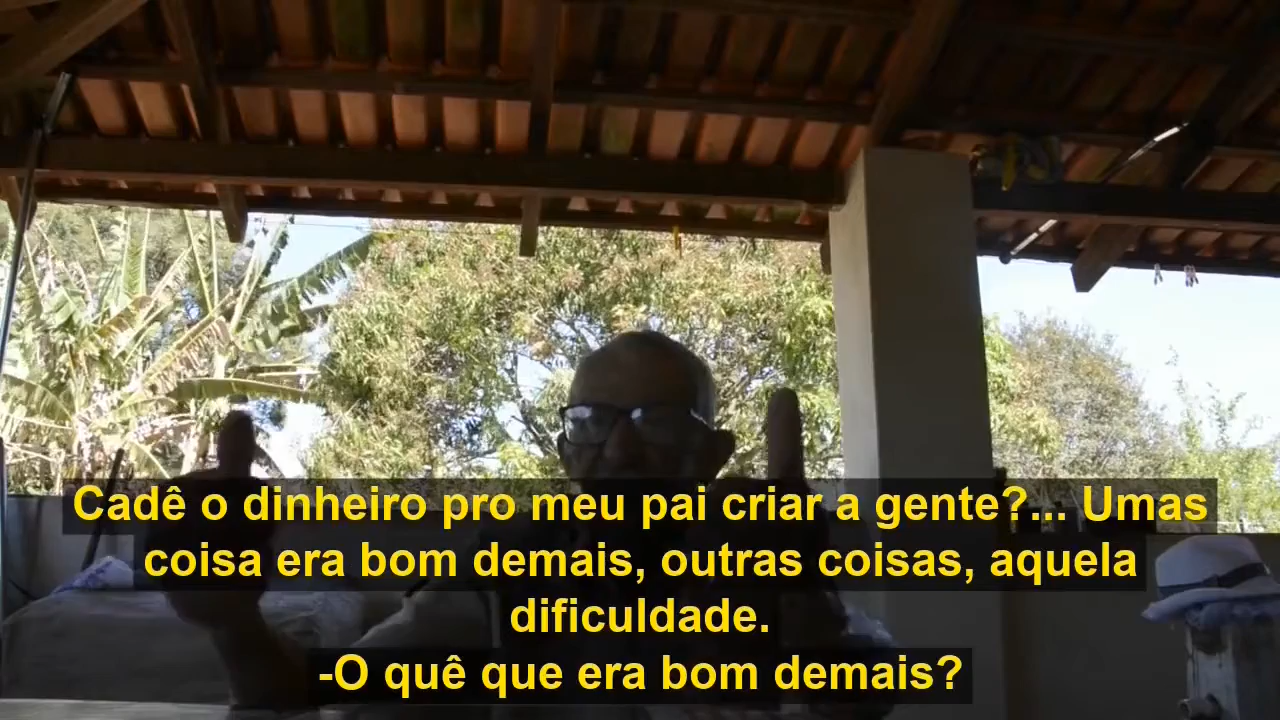 Cadê o dinheiro pro meu pai criar a gente?... Umas
coisa era bom demais, outras coisas, aquela
dificuldade.
-O quê que era bom demais?